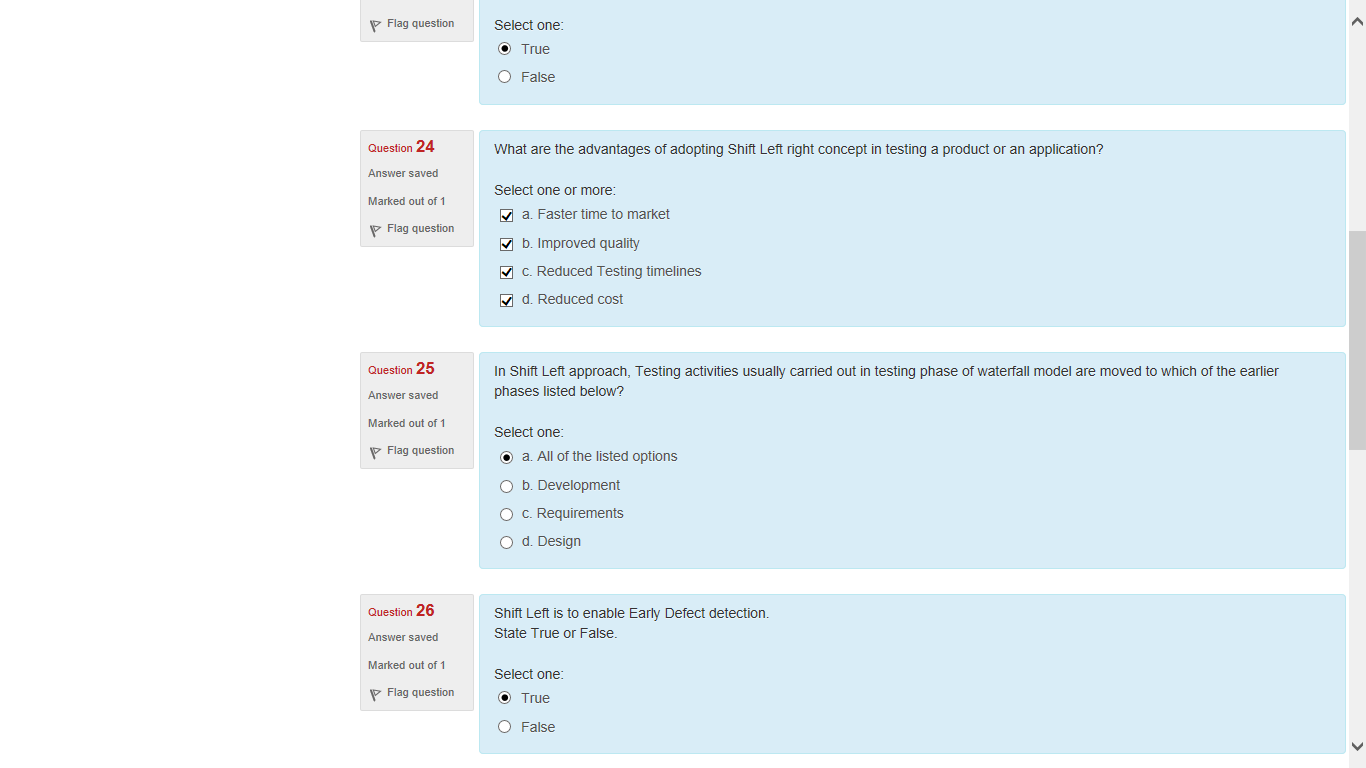 Flag question
Select one:
True
False
Question 24
Answer saved
Marked out of 1
Flag question
What are the advantages of adopting Shift Left right concept in testing a product or an application?
Select one or more:
a. Faster time to market
b. Improved quality
c. Reduced Testing timelines
d. Reduced cost
Question 25
Answer saved
Marked out of 1
Flag question
In Shift Left approach, Testing activities usually carried out in testing phase of waterfall model are moved to which of the earlier
phases listed below?
Select one:
a. All of the listed options
b. Development
c. Requirements
d. Design
Question 26
Answer saved
Marked out of 1
Flag question
Shift Left is to enable Early Defect detection.
State True or False.
Select one:
True
False